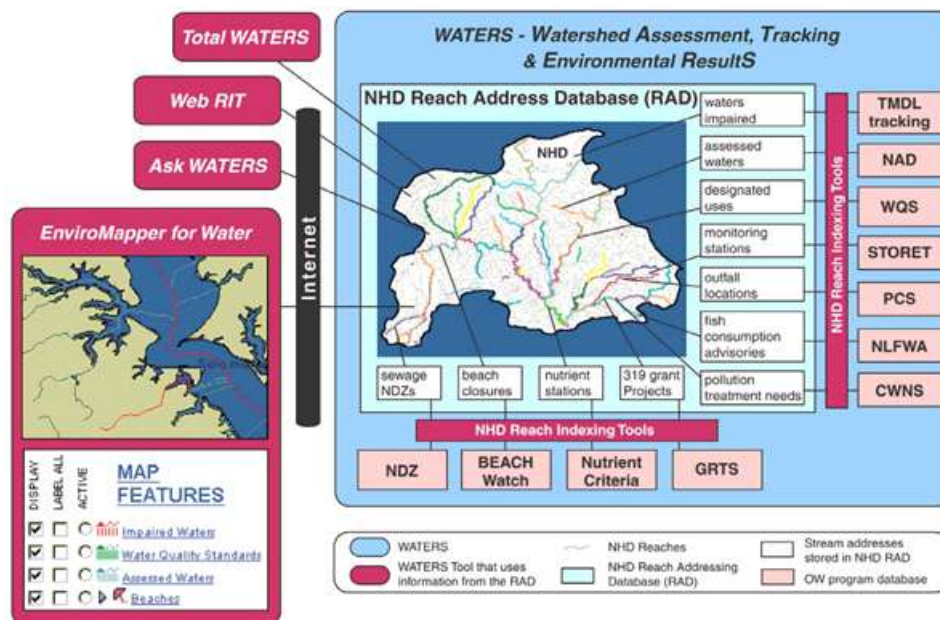 Total WATERS
Web RIT
Ask WATERS
Internet
EnviroMapper for Water
DISPLAY
LABEL ALL
ACTIVE
MAP
FEATURES
Impaired Waters
Water Quality Standards
Assessed Waters
Beaches
WATERS - Watershed Assessment, Tracking
& Environmental ResultS
NHD Reach Address Database (RAD)
NHD
waters
impaired
assessed
waters
designated
uses
monitoring
stations
outfall
locations
fish
consumption
advisories
pollution
treatment needs
sewage
NDZs
beach
closures
nutrient
stations
319 grant
Projects
NHD Reach Indexing Tools
TMDL
tracking
NAD
WQS
STORET
PCS
NLFWA
CWNS
NHD Reach Indexing Tools
NDZ
BEACH
Watch
Nutrient
Criteria
GRTS
WATERS
WATERS Tool that uses
information from the RAD
NHD Reaches
NHD Reach Addressing
Database (RAD)
Stream addresses
stored in NHD RAD
OW program database